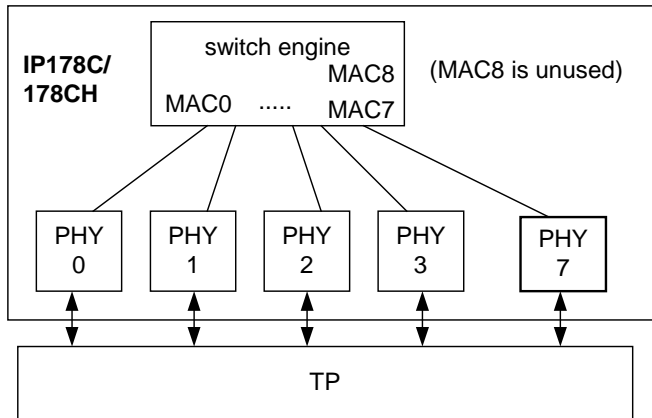 switch engine
IP178C/
178CH
MAC8
(MAC8 is unused)
MAC0 ..... MAC7
PHY
0
PHY
1
PHY
2
PHY
3
PHY
7
TP